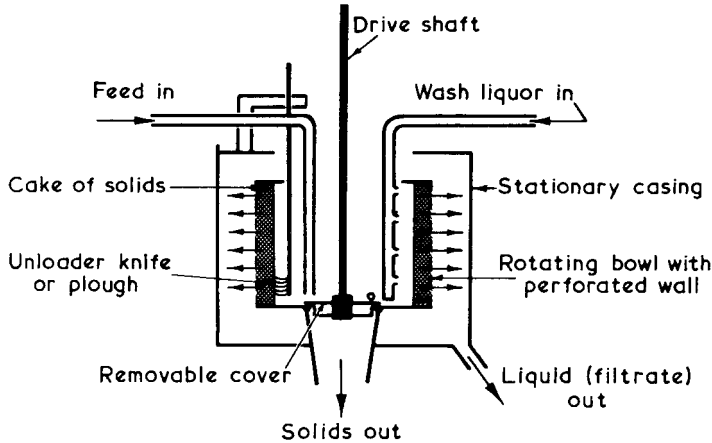 Drive shaft
Feed in
Wash liquor in
Cake of solids
Stationary casing
Unloader knife
or plough
Rotating bowl with
perforated wall
Removable cover
Liquid (filtrate)
out
Solids out